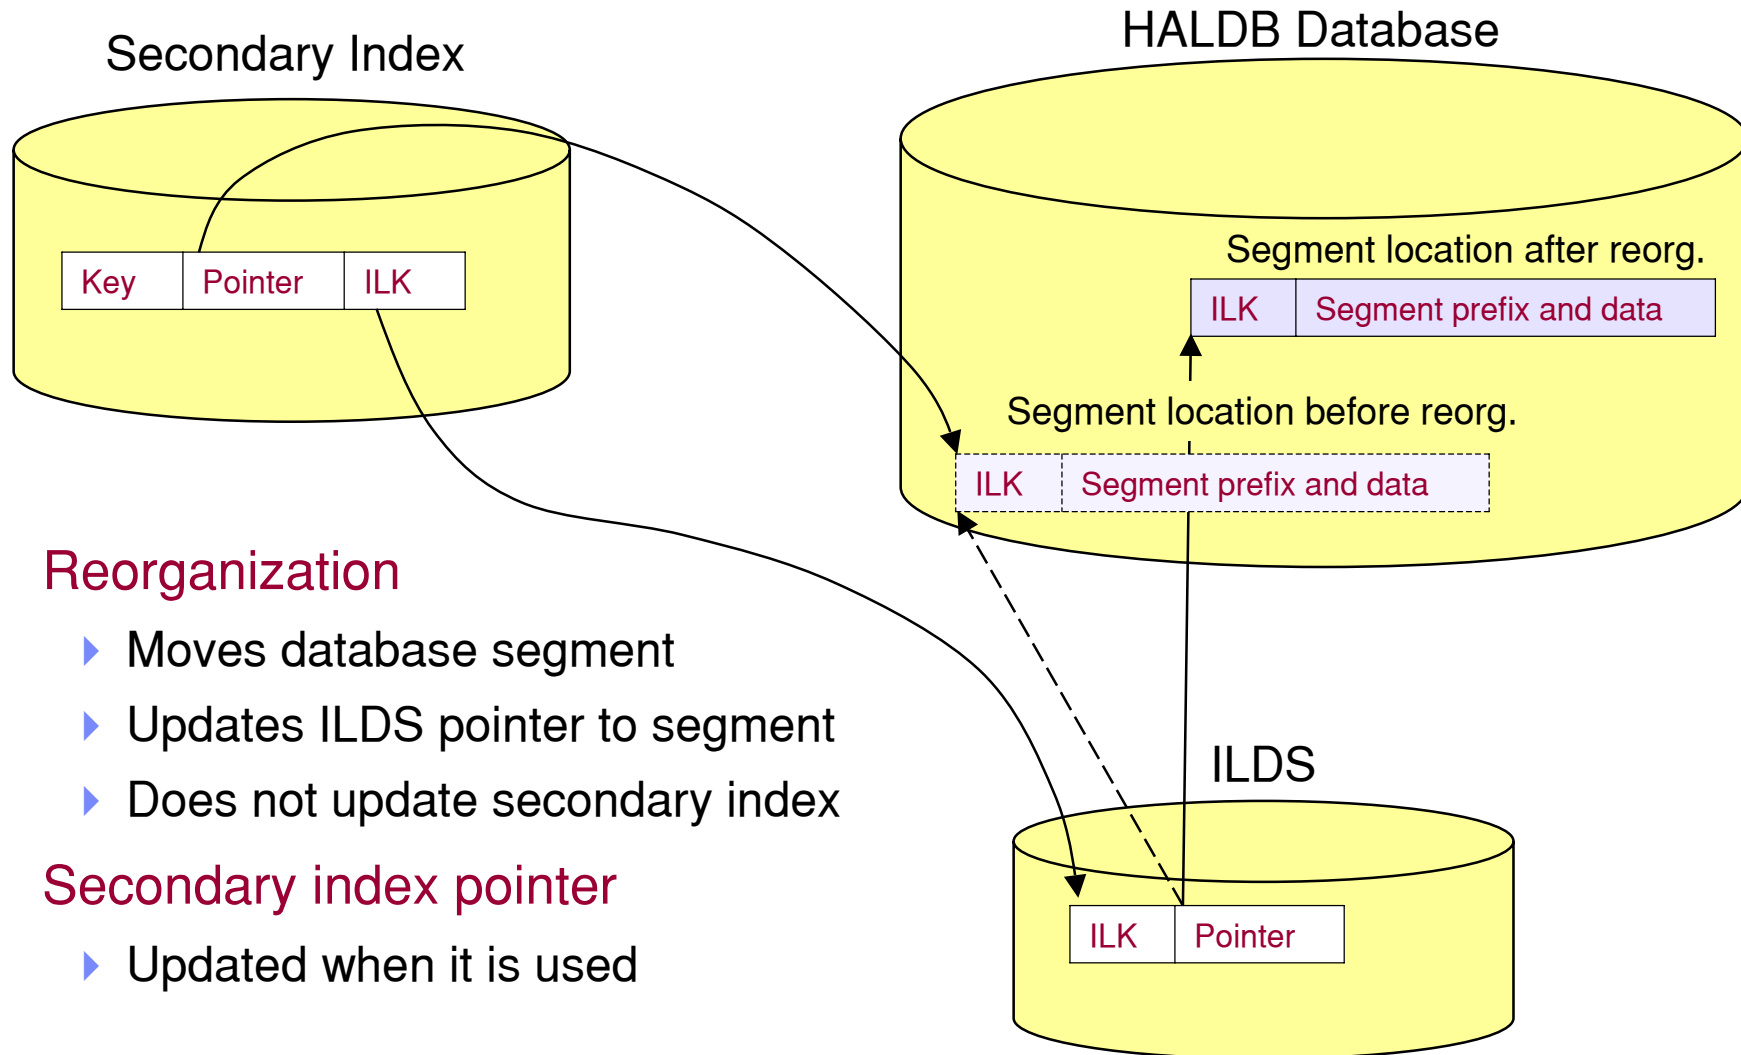 Secondary Index
HALDB Database
Key Pointer ILK
Segment location after reorg.
ILK Segment prefix and data
Segment location before reorg.
ILK Segment prefix and data
Reorganization
Moves database segment
Updates ILDS pointer to segment
Does not update secondary index
Secondary index pointer
Updated when it is used
ILDS
ILK Pointer